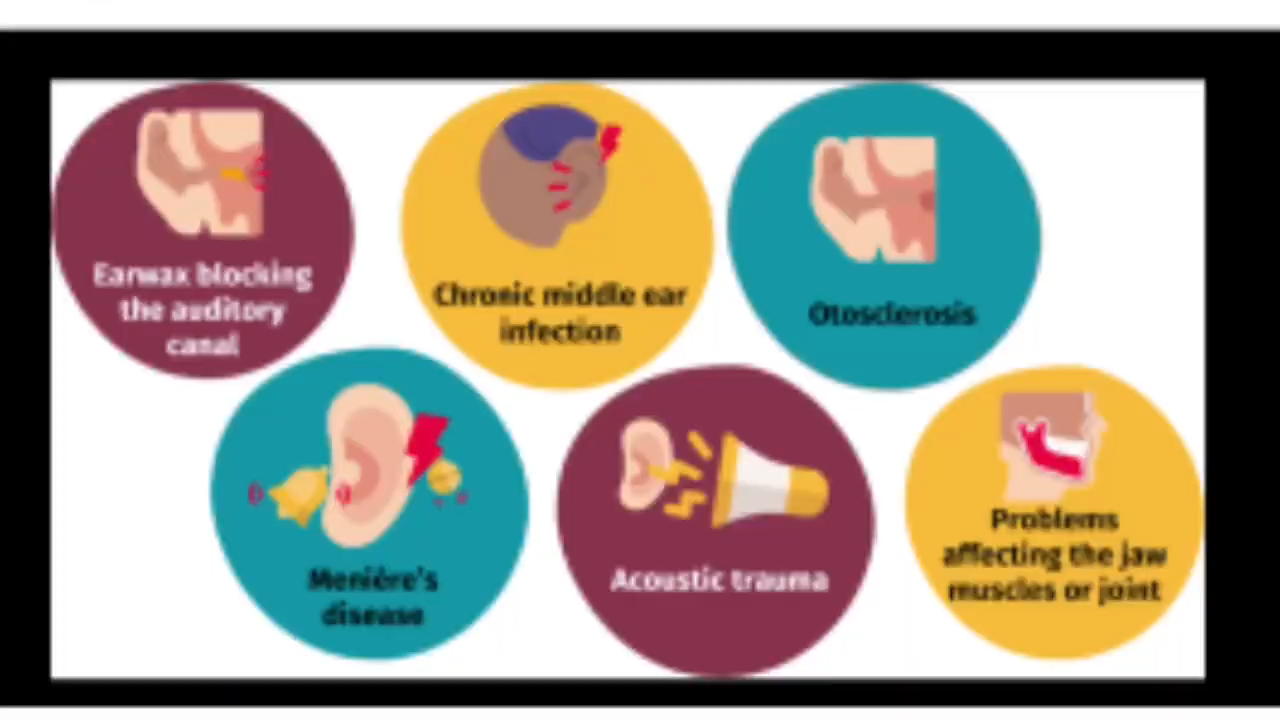 Earwax blocking
the auditory
canal
Chronic middle ear
infection
Otosclerosis
Menière's
disease
Acoustic trauma
Problems
affecting the jaw
muscles or joint